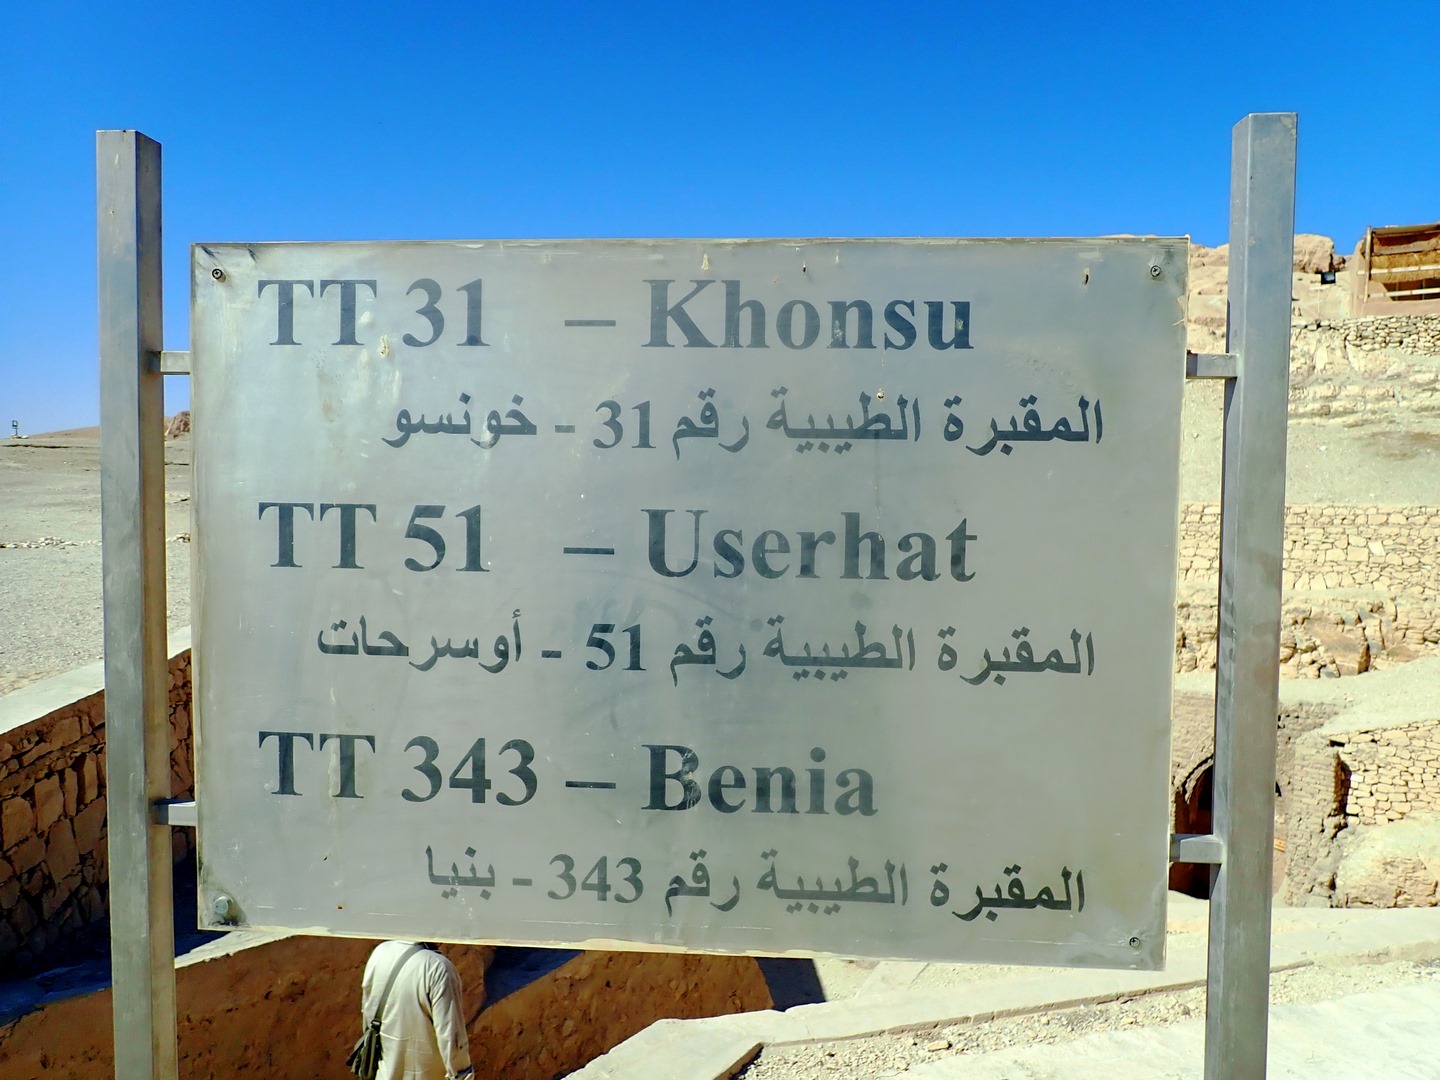 TT 31 – Khonsu
المقبرة الطيبية رقم 31 - خونسو
TT 51 – Userhat
المقبرة الطيبية رقم 51 - أوسرحات
TT 343 – Benia
المقبرة الطيبية رقم 343 - بنيا